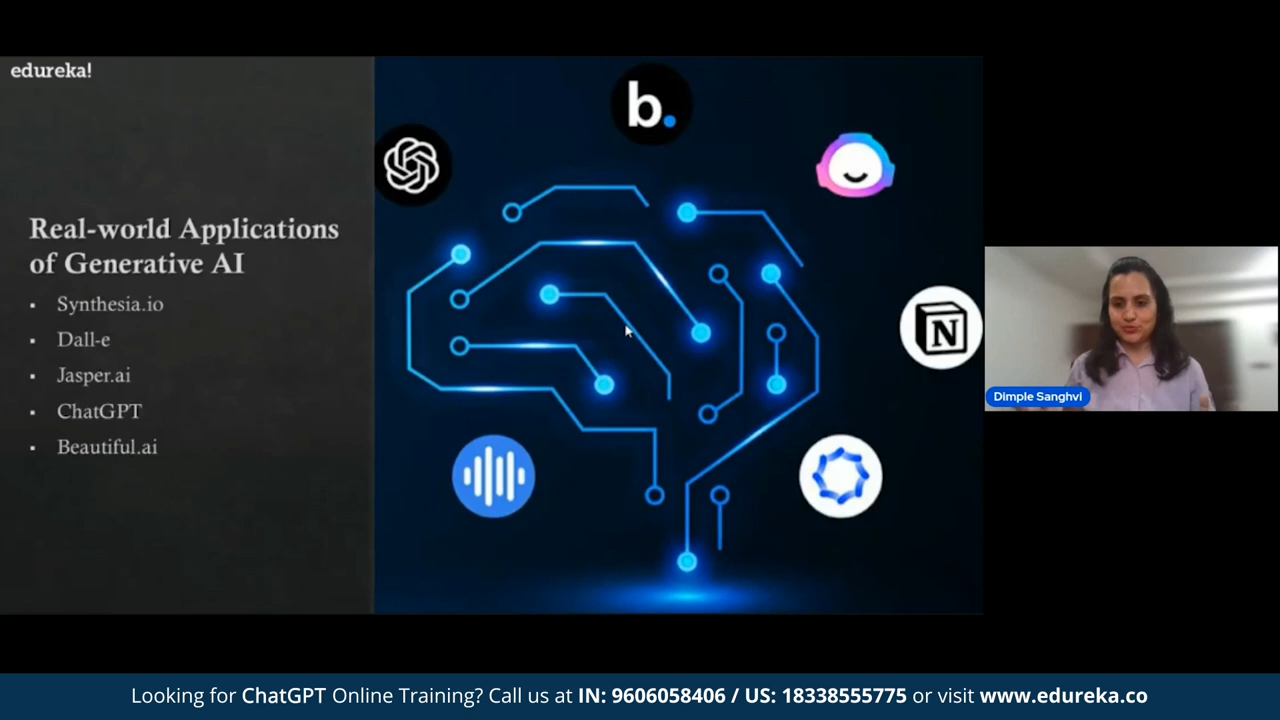 edureka!
Real-world Applications
of Generative AI
▪ Synthesia.io
▪ Dall-e
▪ Jasper.ai
▪ ChatGPT
▪ Beautiful.ai
b.
N
Dimple Sanghvi
Looking for ChatGPT Online Training? Call us at IN: 9606058406 / US: 18338555775 or visit www.edureka.co